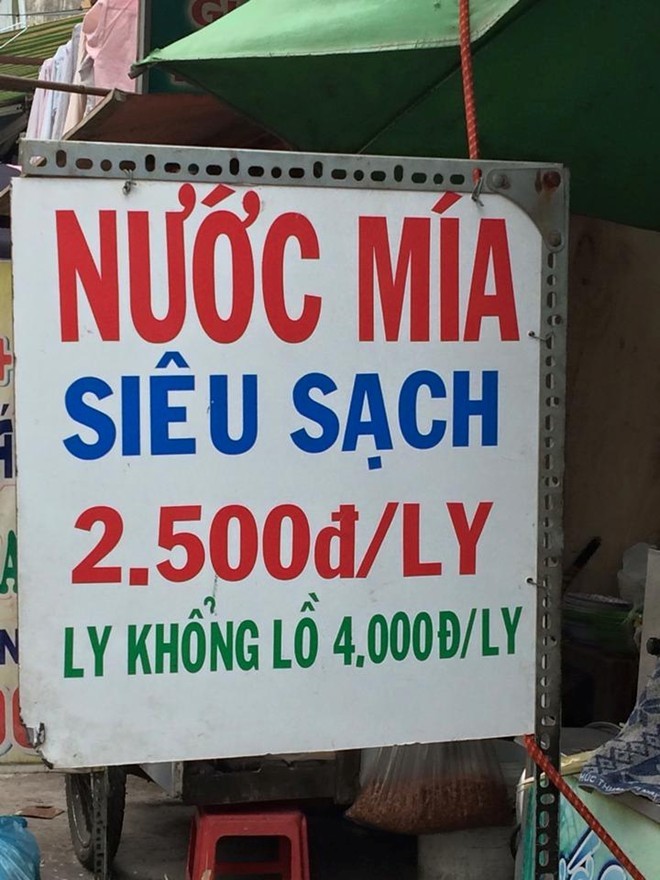 NƯỚC MÍA
SIÊU SẠCH
2.500đ/LY
LY KHỔNG LỒ 4.000Đ/LY